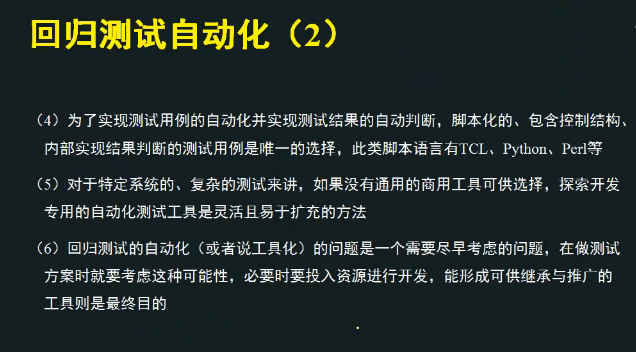 回归测试自动化（2）
（4）为了实现测试用例的自动化并实现测试结果的自动判断，脚本化的、包含控制结构、
内部实现结果判断的测试用例是唯一的选择，此类脚本语言有TCL、Python、Perl等
（5）对于特定系统的、复杂的测试来讲，如果没有通用的商用工具可供选择，探索开发
专用的自动化测试工具是灵活且易于扩充的方法
（6）回归测试的自动化（或者说工具化）的问题是一个需要尽早考虑的问题，在做测试
方案时就要考虑这种可能性，必要时要投入资源进行开发，能形成可供继承与推广的
工具则是最终目的